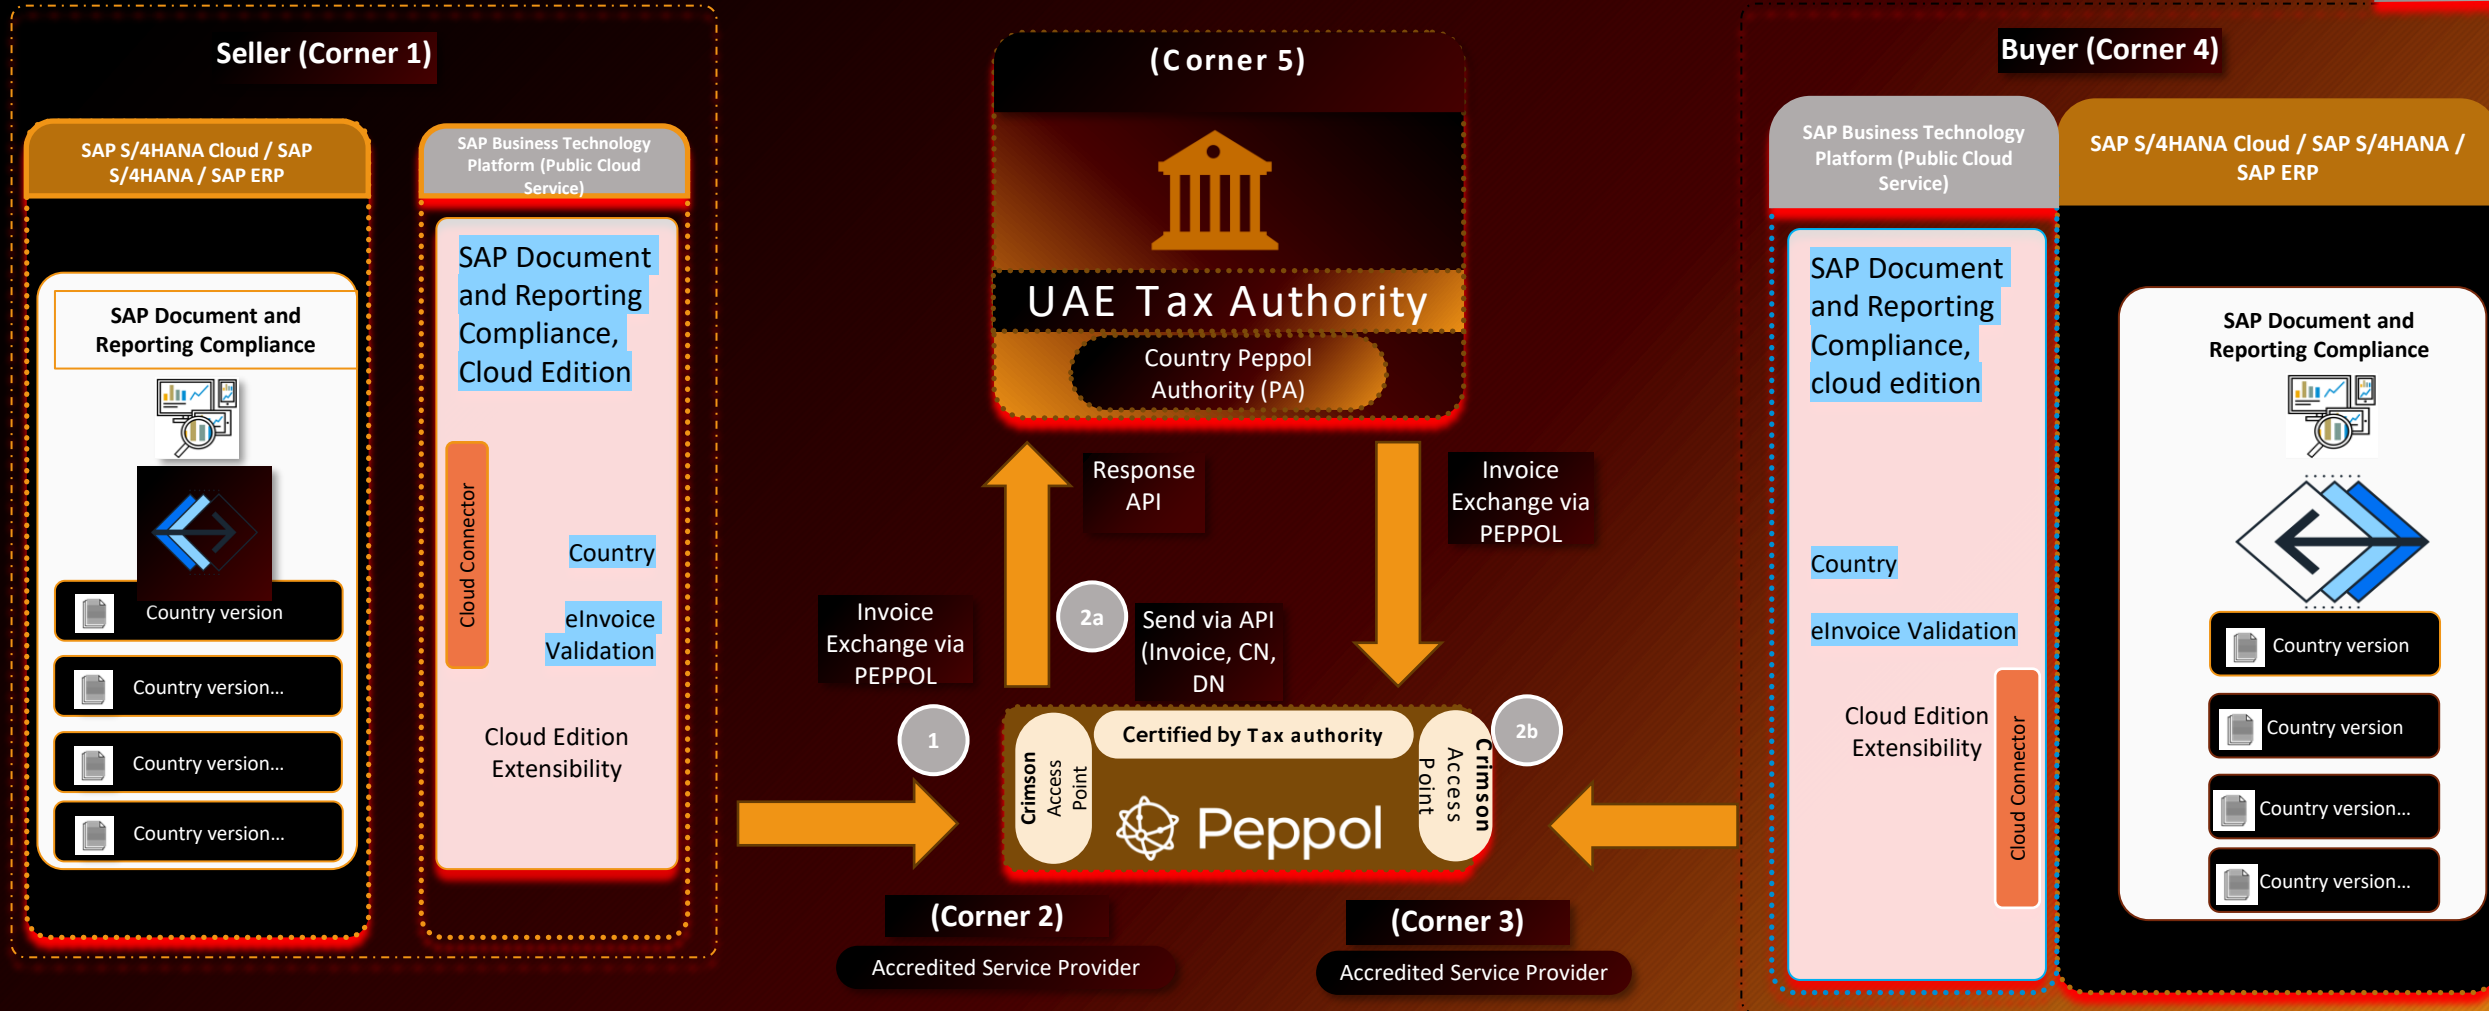 Seller (Corner 1)
SAP S/4HANA Cloud / SAP
S/4HANA / SAP ERP
SAP Document and
Reporting Compliance
Country version
Country version...
Country version...
Country version...
SAP Business Technology
Platform (Public Cloud
Service)
SAP Document
and Reporting
Compliance,
Cloud Edition
Cloud Connector
Country
eInvoice
Validation
Cloud Edition
Extensibility
(Corner 5)
UAE Tax Authority
Country Peppol
Authority (PA)
Response
API
Invoice
Exchange via
PEPPOL
Invoice
Exchange via
PEPPOL
2a
Send via API
(Invoice, CN,
DN
1
2b
Crimson
Access
Point
Certified by Tax authority
Peppol
Crimson
Access
Point
(Corner 2)
Accredited Service Provider
(Corner 3)
Accredited Service Provider
Buyer (Corner 4)
SAP Business Technology
Platform (Public Cloud
Service)
SAP Document
and Reporting
Compliance,
cloud edition
Country
eInvoice Validation
Cloud Edition
Extensibility
Cloud Connector
SAP S/4HANA Cloud / SAP S/4HANA /
SAP ERP
SAP Document and
Reporting Compliance
Country version
Country version
Country version...
Country version...